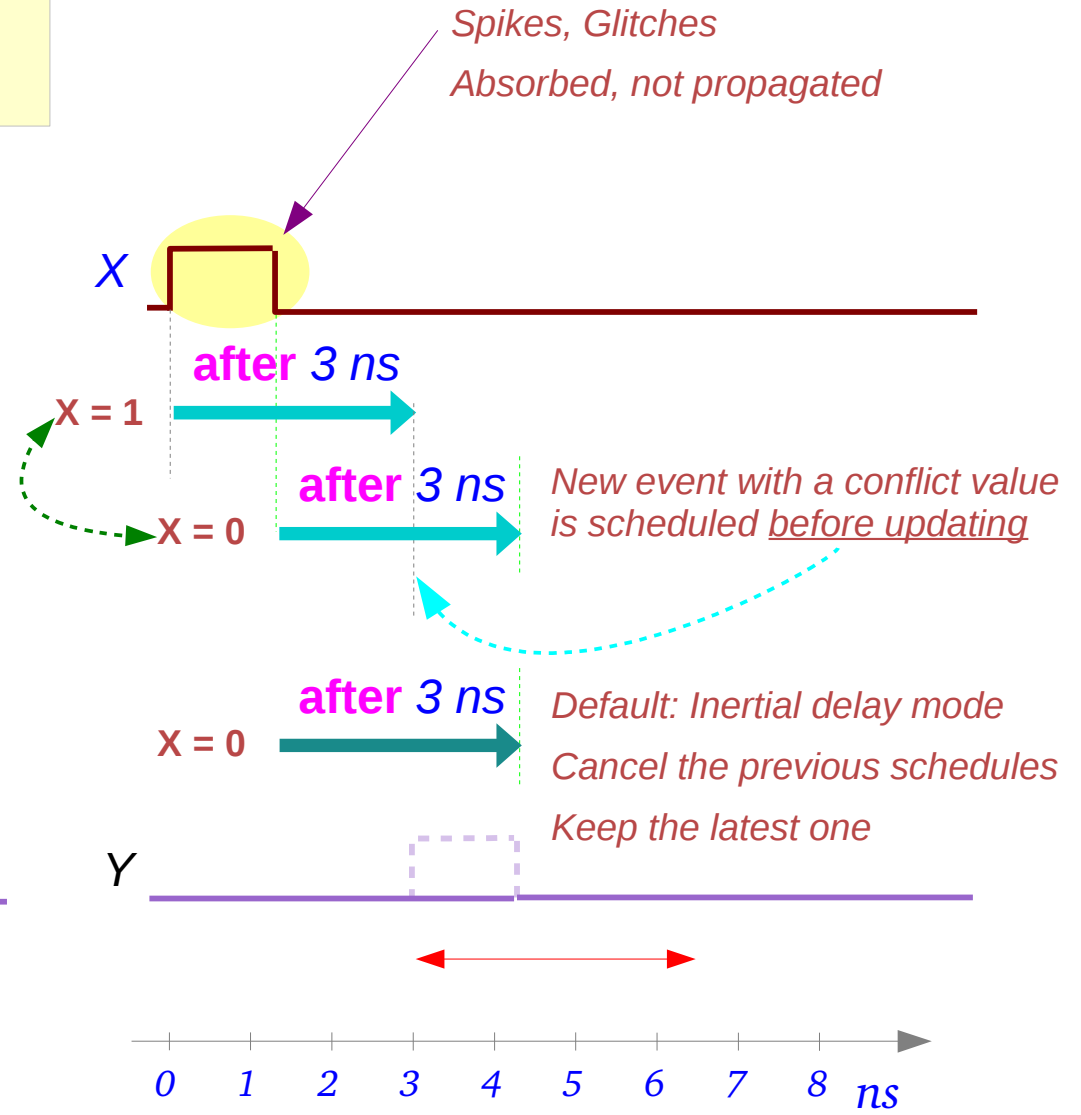 Spikes, Glitches
Absorbed, not propagated
X
after 3 ns
X = 1
after 3 ns
X = 0
New event with a conflict value
is scheduled before updating
after 3 ns
X = 0
Default: Inertial delay mode
Cancel the previous schedules
Keep the latest one
Y
0 1 2 3 4 5 6 7 8 ns